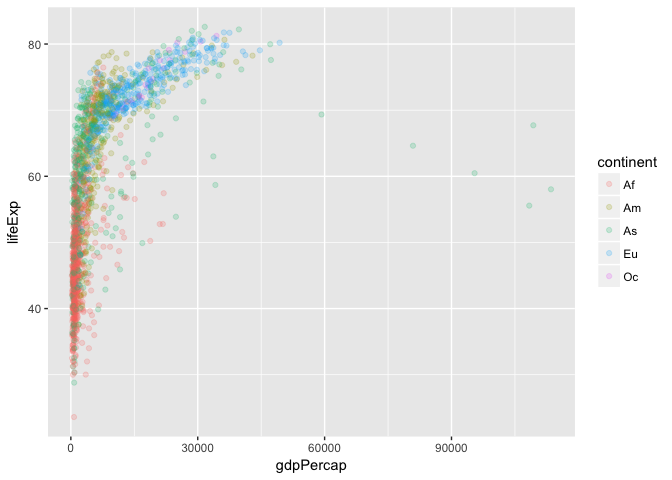 80
60
40
lifeExp
0 30000 60000 90000
gdpPercap
continent
Af
Am
As
Eu
Oc